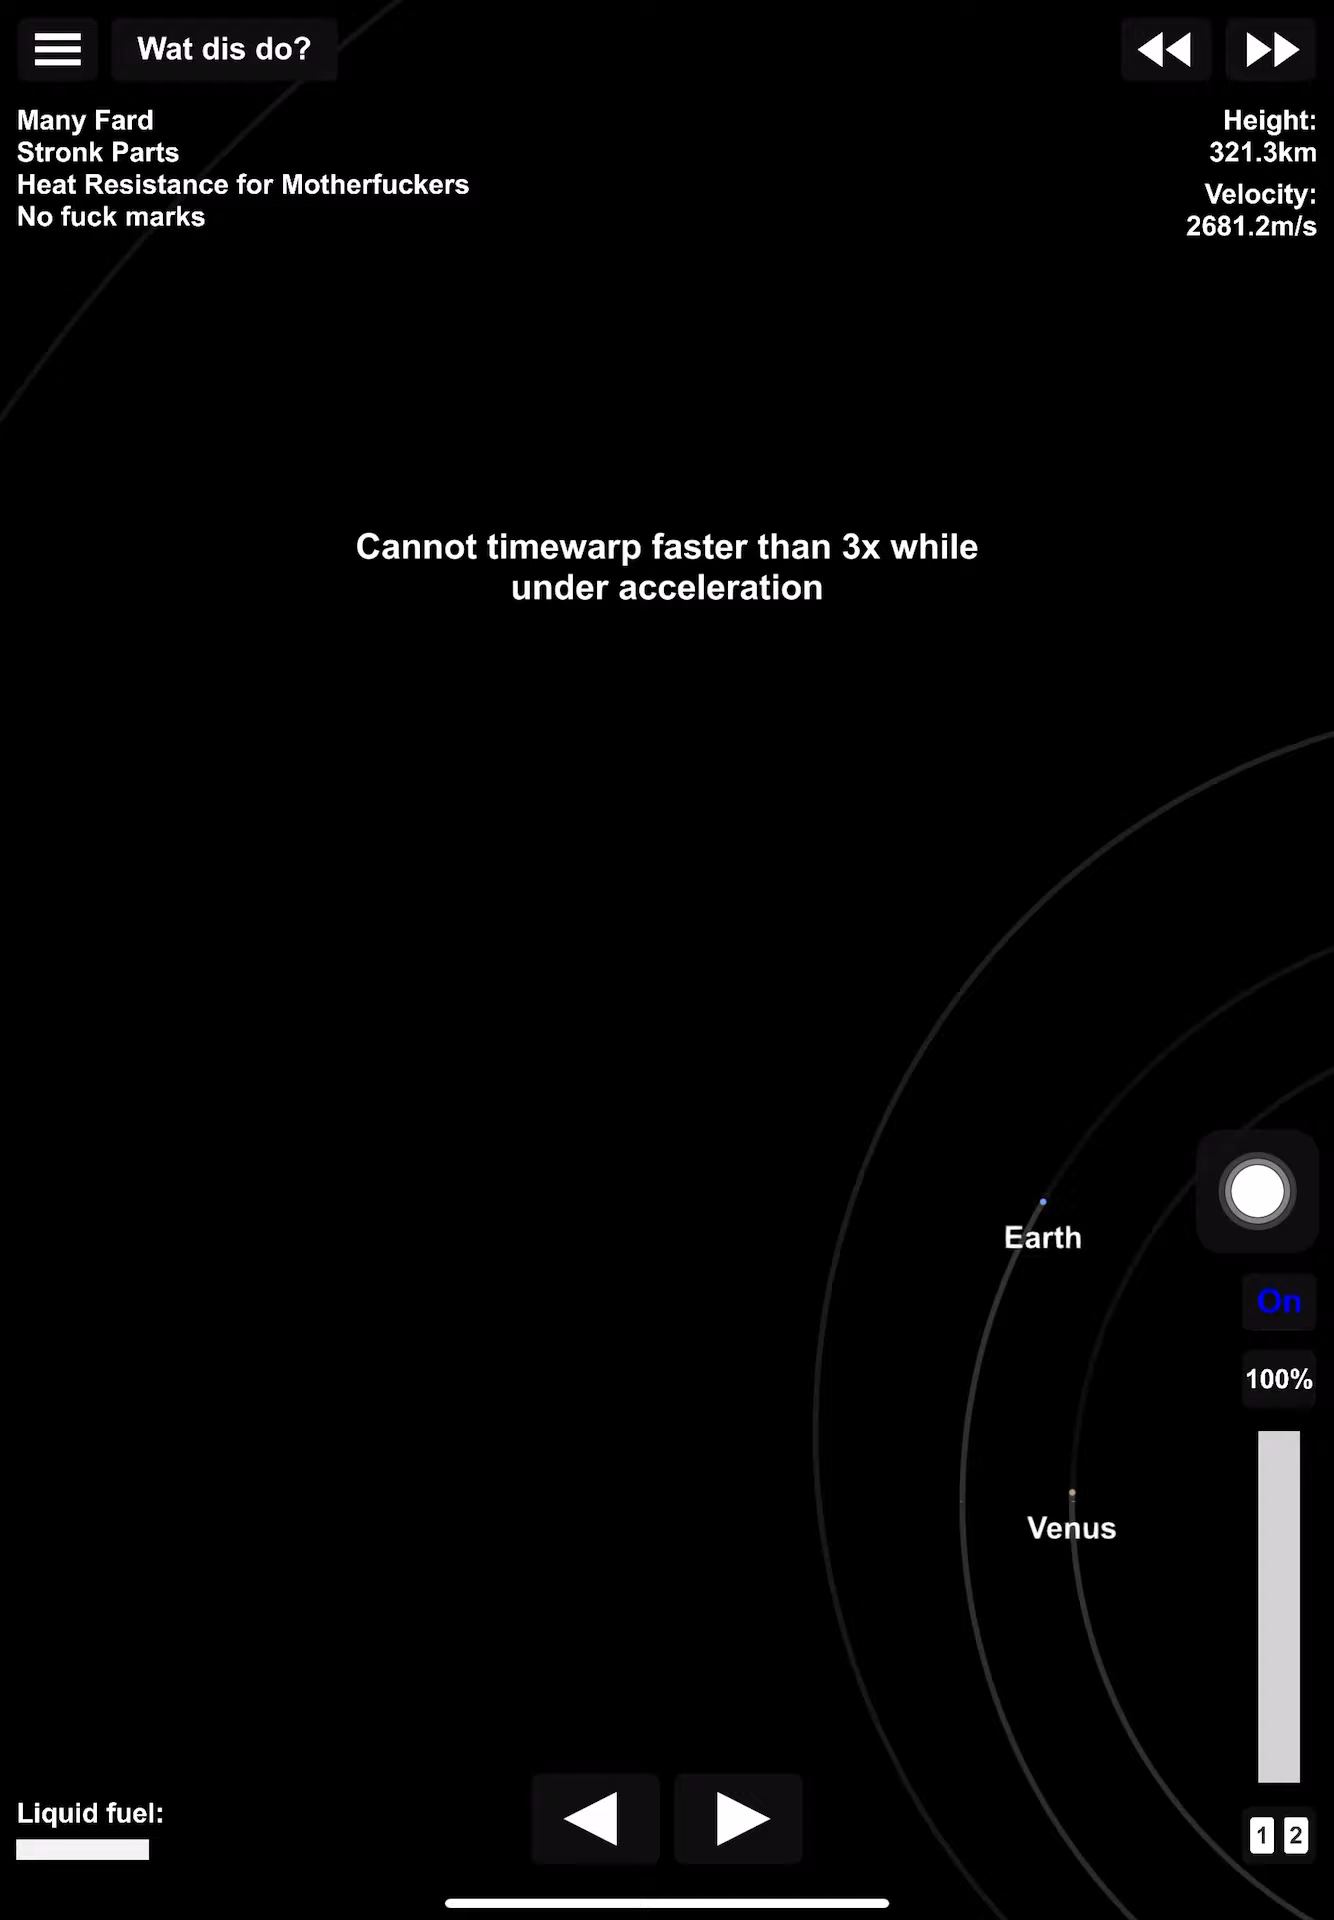 Wat dis do?
Many Fard
Stronk Parts
Heat Resistance for Motherfuckers
No fuck marks
Height:
321.3km
Velocity:
2681.2m/s
Cannot timewarp faster than 3x while
under acceleration
Earth
On
100%
Venus
Liquid fuel:
1 2